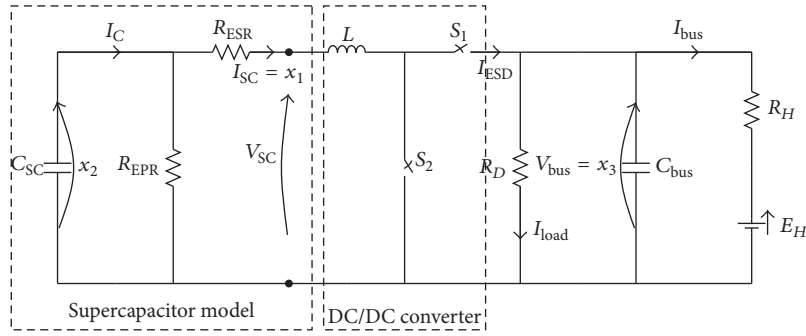 I_C
R_ESR
I_SC = x_1
L
S_1
I_ESD
I_bus
R_H
C_SC
x_2
R_EPR
V_SC
S_2
R_D
V_bus = x_3
C_bus
I_load
E_H
Supercapacitor model
DC/DC converter